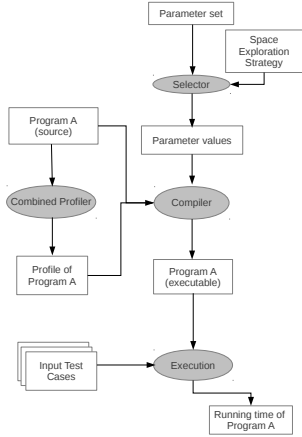 Parameter set
Space
Exploration
Strategy
Selector
Program A
(source)
Parameter values
Combined Profiler
Compiler
Profile of
Program A
Program A
(executable)
Input Test
Cases
Execution
Running time of
Program A